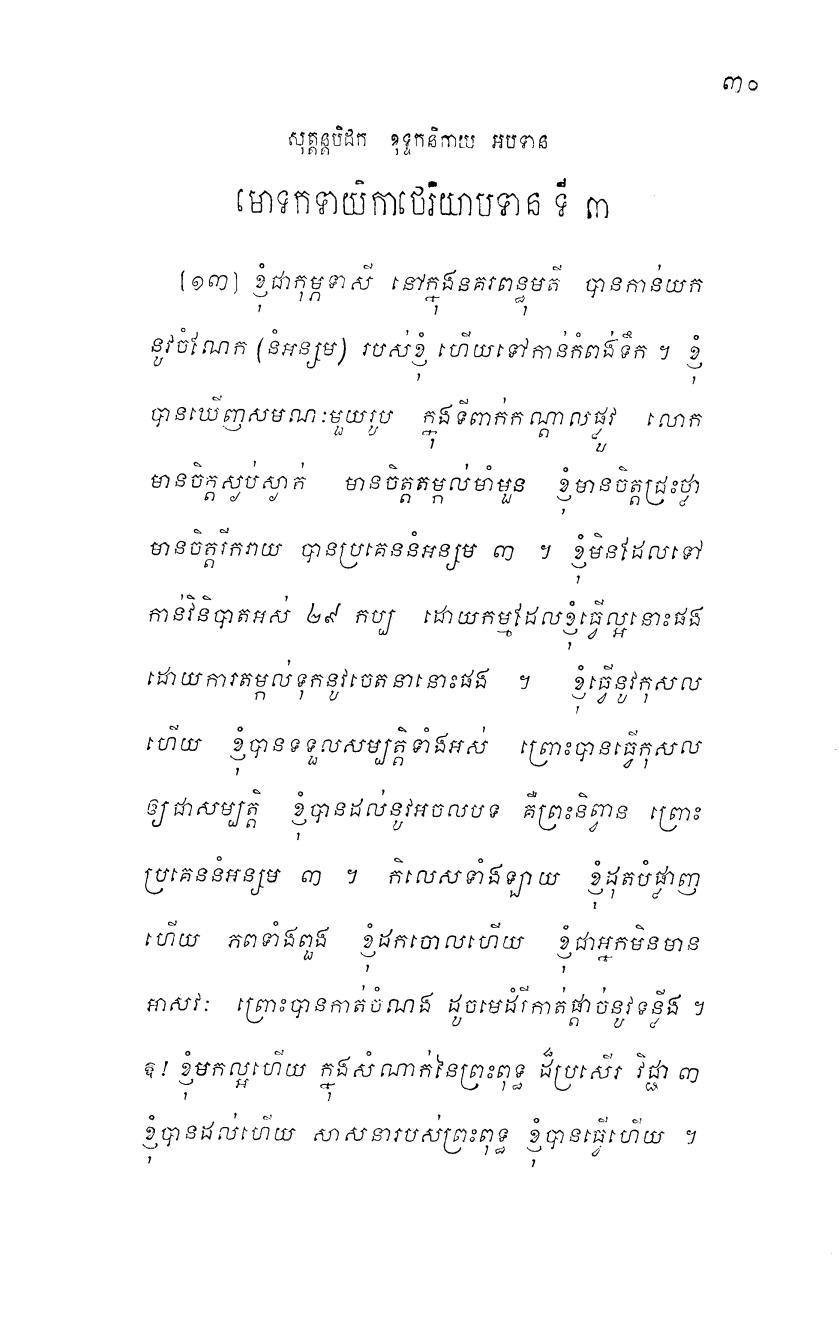 ៣០
សុត្តន្តបិដក ខុទ្ទកនិកាយ អបទាន
មោទកទាយិកាថេរិយាបទាន ទី ៣
[១៣] ខ្ញុំជាកុម្ភទាសី នៅក្នុងនគរពន្ធុមតី បានកាន់យក
នូវចំណែក (នំអន្សម) របស់ខ្ញុំ ហើយទៅកាន់កំពង់ទឹក ។ ខ្ញុំ
បានឃើញសមណៈមួយរូប ក្នុងទីពាក់កណ្តាលផ្លូវ លោក
មានចិត្តស្ងប់ស្ងាក់ មានចិត្តតម្កល់មាំមួន ខ្ញុំមានចិត្តជ្រះថ្លា
មានចិត្តរីករាយ បានប្រគេននំអន្សម ៣ ។ ខ្ញុំមិនដែលទៅ
កាន់វិនិបាតអស់ ២៩ កប្ប ដោយកម្មដែលខ្ញុំធ្វើល្អនោះផង
ដោយការតម្កល់ទុកនូវចេតនានោះផង ។ ខ្ញុំធ្វើនូវកុសល
ហើយ ខ្ញុំបានទទួលសម្បត្តិទាំងអស់ ព្រោះបានធ្វើកុសល
ឲ្យជាសម្បត្តិ ខ្ញុំបានដល់នូវអចលបទ គឺព្រះនិព្វាន ព្រោះ
ប្រគេននំអន្សម ៣ ។ កិលេសទាំងឡាយ ខ្ញុំដុតបំផ្លាញ
ហើយ ភពទាំងពួង ខ្ញុំដកចោលហើយ ខ្ញុំជាអ្នកមិនមាន
អាសវៈ ព្រោះបានកាត់ចំណង ដូចមេដំរីកាត់ផ្តាច់នូវទន្លីង ។
ឱ! ខ្ញុំមកល្អហើយ ក្នុងសំណាក់នៃព្រះពុទ្ធ ដ៏ប្រសើរ វិជ្ជា ៣
ខ្ញុំបានដល់ហើយ សាសនារបស់ព្រះពុទ្ធ ខ្ញុំបានធ្វើហើយ ។